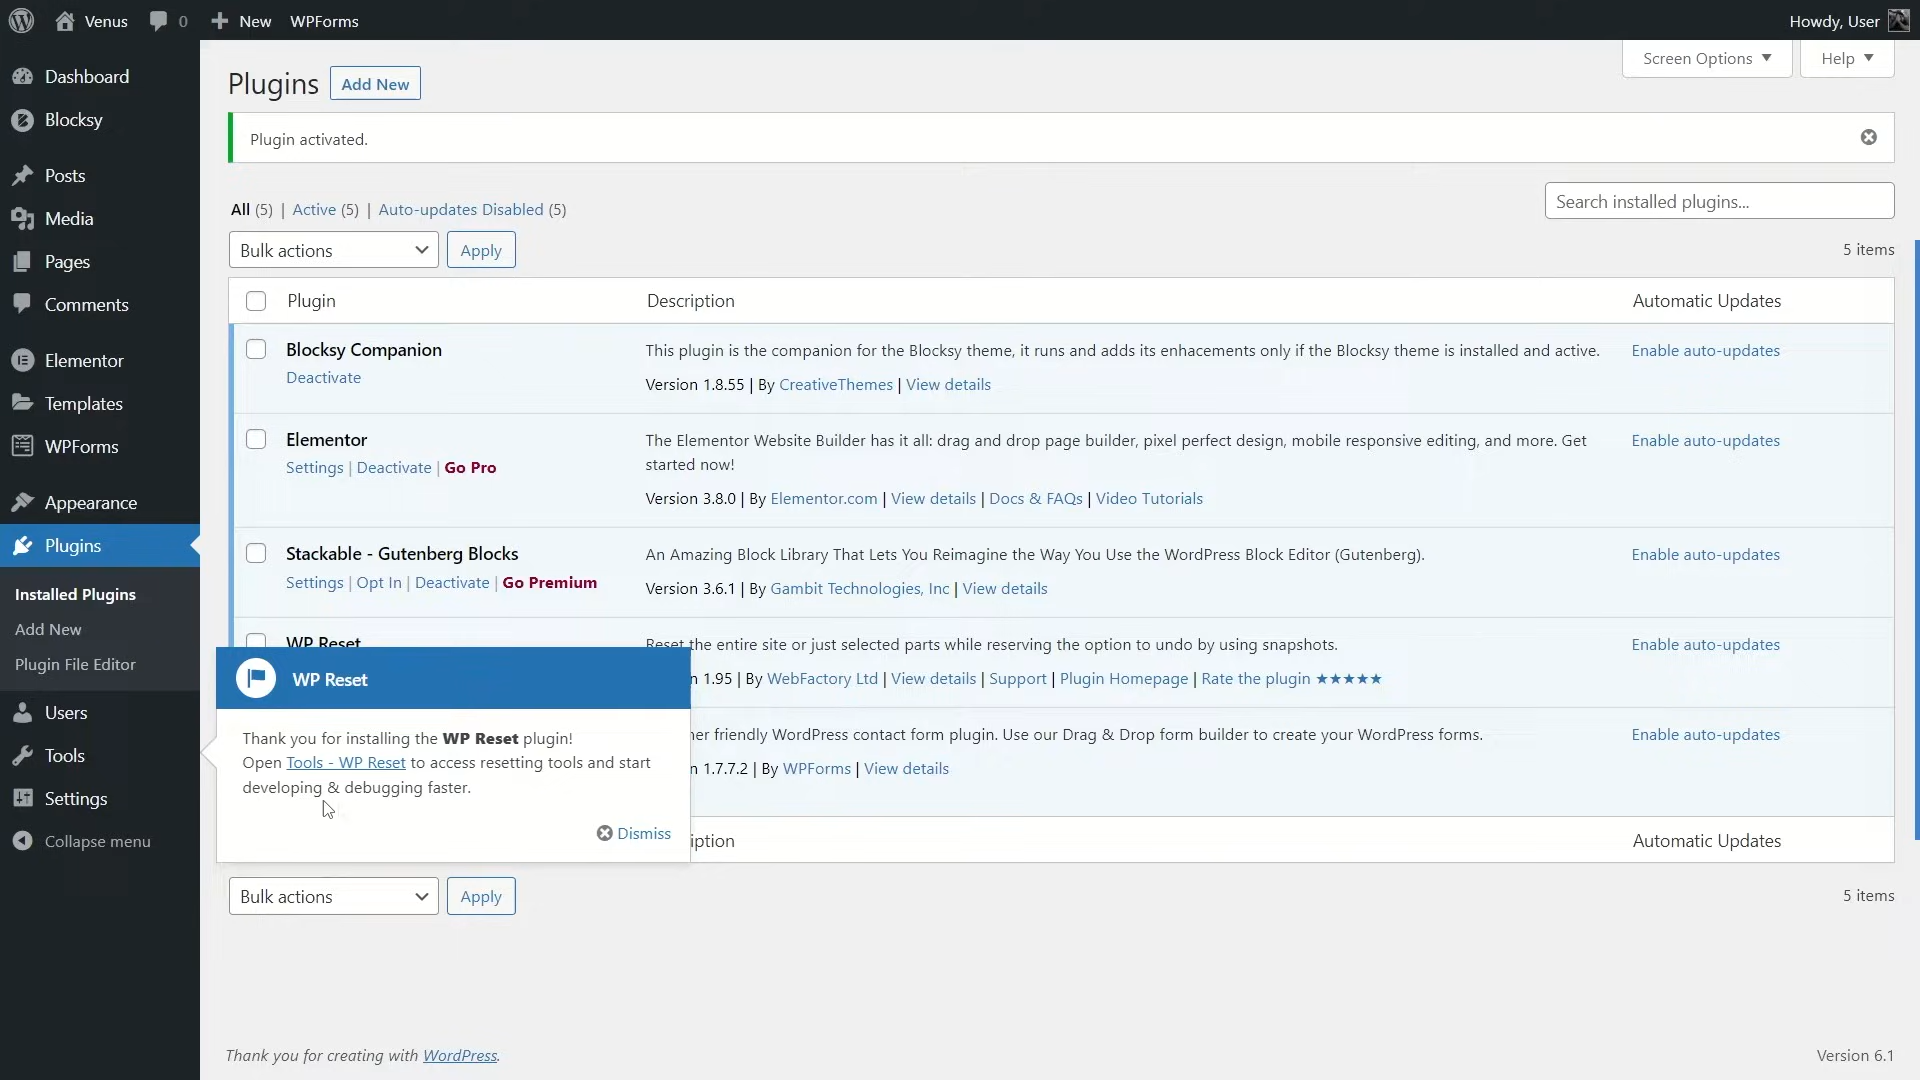 Venus 0 New WPForms Howdy, User
Dashboard
Blocksy
Posts
Media
Pages
Comments
Elementor
Templates
WPForms
Appearance
Plugins
Installed Plugins
Add New
Plugin File Editor
Users
Tools
Settings
Collapse menu
Screen Options Help
Plugins Add New
Plugin activated.
All (5) | Active (5) | Auto-updates Disabled (5)
Search installed plugins...
Bulk actions Apply 5 items
Plugin Description Automatic Updates
Blocksy Companion
Deactivate
This plugin is the companion for the Blocksy theme, it runs and adds its enhacements only if the Blocksy theme is installed and active.
Version 1.8.55 | By CreativeThemes | View details
Enable auto-updates
Elementor
Settings | Deactivate | Go Pro
The Elementor Website Builder has it all: drag and drop page builder, pixel perfect design, mobile responsive editing, and more. Get
started now!
Version 3.8.0 | By Elementor.com | View details | Docs & FAQs | Video Tutorials
Enable auto-updates
Stackable - Gutenberg Blocks
Settings | Opt In | Deactivate | Go Premium
An Amazing Block Library That Lets You Reimagine the Way You Use the WordPress Block Editor (Gutenberg).
Version 3.6.1 | By Gambit Technologies, Inc | View details
Enable auto-updates
WP Reset
Reset the entire site or just selected parts while reserving the option to undo by using snapshots.
1.95 | By WebFactory Ltd | View details | Support | Plugin Homepage | Rate the plugin ★★★★★
Enable auto-updates
WP Reset
Thank you for installing the WP Reset plugin!
Open Tools - WP Reset to access resetting tools and start
developing & debugging faster.
Dismiss
friendly WordPress contact form plugin. Use our Drag & Drop form builder to create your WordPress forms.
1.7.7.2 | By WPForms | View details
Enable auto-updates
Automatic Updates
Bulk actions Apply 5 items
Thank you for creating with WordPress. Version 6.1